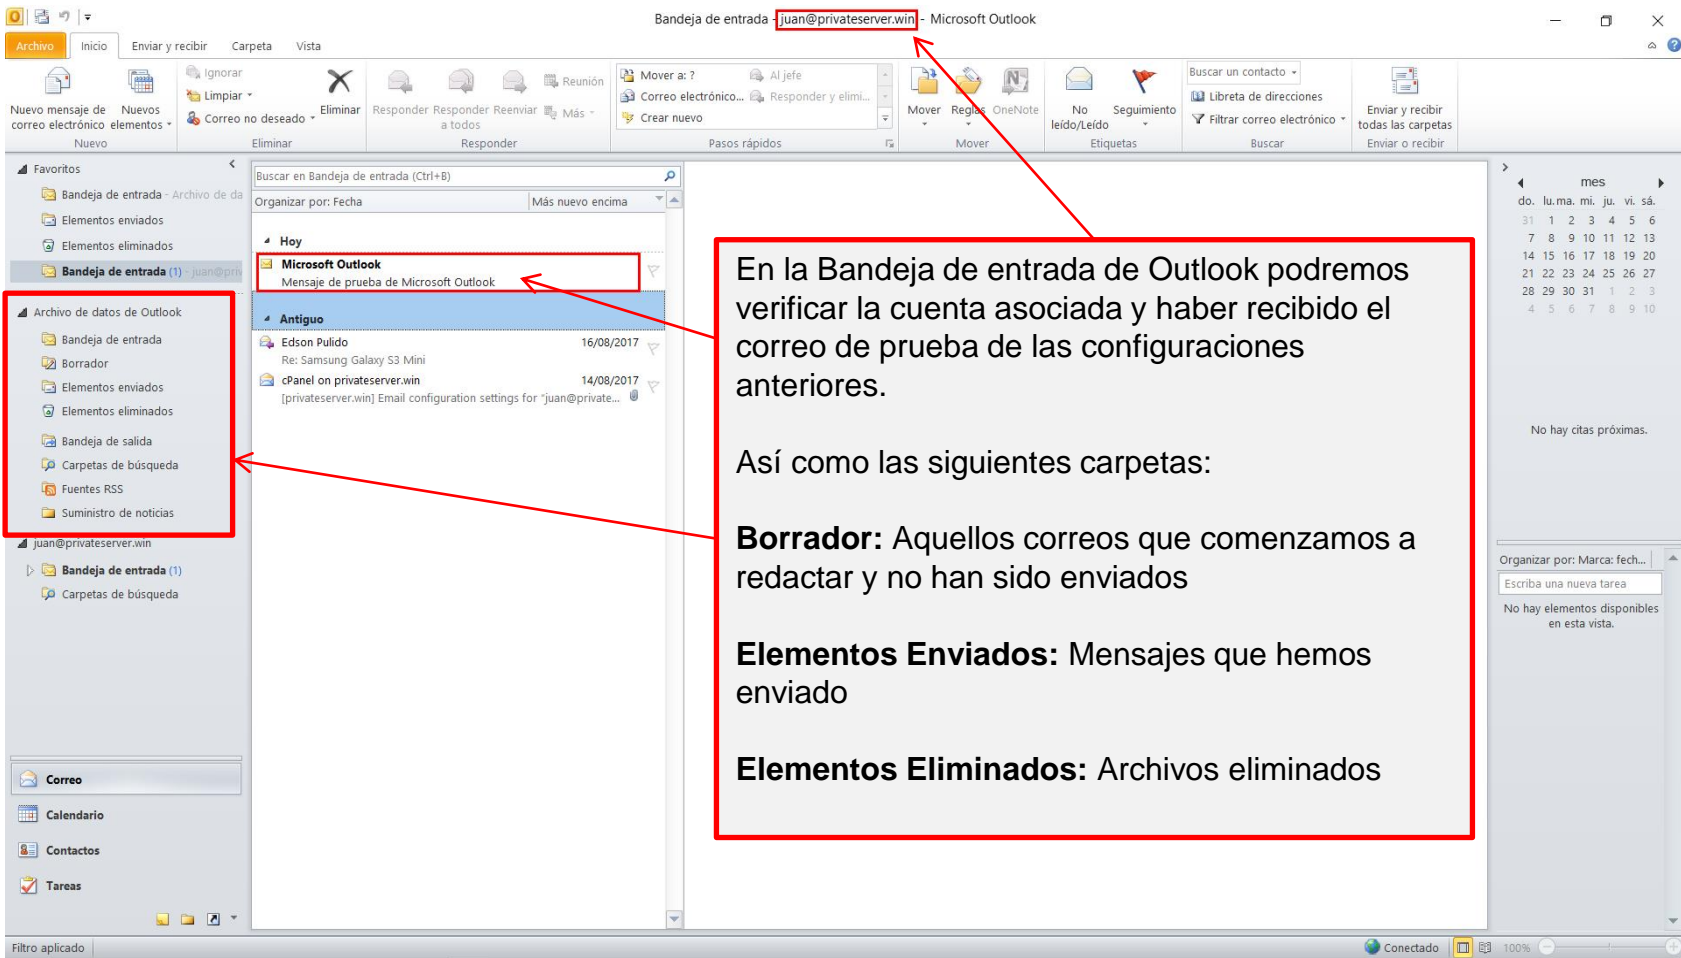 Bandeja de entrada - juan@privateserver.win - Microsoft Outlook
Archivo
Inicio
Enviar y recibir
Carpeta
Vista
Nuevo mensaje de correo electrónico
Nuevos elementos
Nuevo
Ignorar
Limpiar
Correo no deseado
Eliminar
Eliminar
Responder
Responder a todos
Reenviar
Reunión
Más
Responder
Mover a: ?
Correo electrónico...
Crear nuevo
Al jefe
Responder y elimi...
Pasos rápidos
Mover
Reglas
OneNote
Mover
No leído/Leído
Seguimiento
Etiquetas
Buscar un contacto
Libreta de direcciones
Filtrar correo electrónico
Buscar
Enviar y recibir todas las carpetas
Enviar o recibir
Favoritos
Bandeja de entrada - Archivo de da
Elementos enviados
Elementos eliminados
Bandeja de entrada (1) - juan@priv
Archivo de datos de Outlook
Bandeja de entrada
Borrador
Elementos enviados
Elementos eliminados
Bandeja de salida
Carpetas de búsqueda
Fuentes RSS
Suministro de noticias
juan@privateserver.win
Bandeja de entrada (1)
Carpetas de búsqueda
Correo
Calendario
Contactos
Tareas
Buscar en Bandeja de entrada (Ctrl+B)
Organizar por: Fecha
Más nuevo encima
Hoy
Microsoft Outlook
Mensaje de prueba de Microsoft Outlook
Antiguo
Edson Pulido 16/08/2017
Re: Samsung Galaxy S3 Mini
cPanel on privateserver.win 14/08/2017
[privateserver.win] Email configuration settings for "juan@private...
En la Bandeja de entrada de Outlook podremos
verificar la cuenta asociada y haber recibido el
correo de prueba de las configuraciones
anteriores.
Así como las siguientes carpetas:
Borrador: Aquellos correos que comenzamos a
redactar y no han sido enviados
Elementos Enviados: Mensajes que hemos
enviado
Elementos Eliminados: Archivos eliminados
mes
do. lu. ma. mi. ju. vi. sá.
31 1 2 3 4 5 6
7 8 9 10 11 12 13
14 15 16 17 18 19 20
21 22 23 24 25 26 27
28 29 30 31 1 2 3
4 5 6 7 8 9 10
No hay citas próximas.
Organizar por: Marca: fech...
Escriba una nueva tarea
No hay elementos disponibles
en esta vista.
Filtro aplicado
Conectado
100%